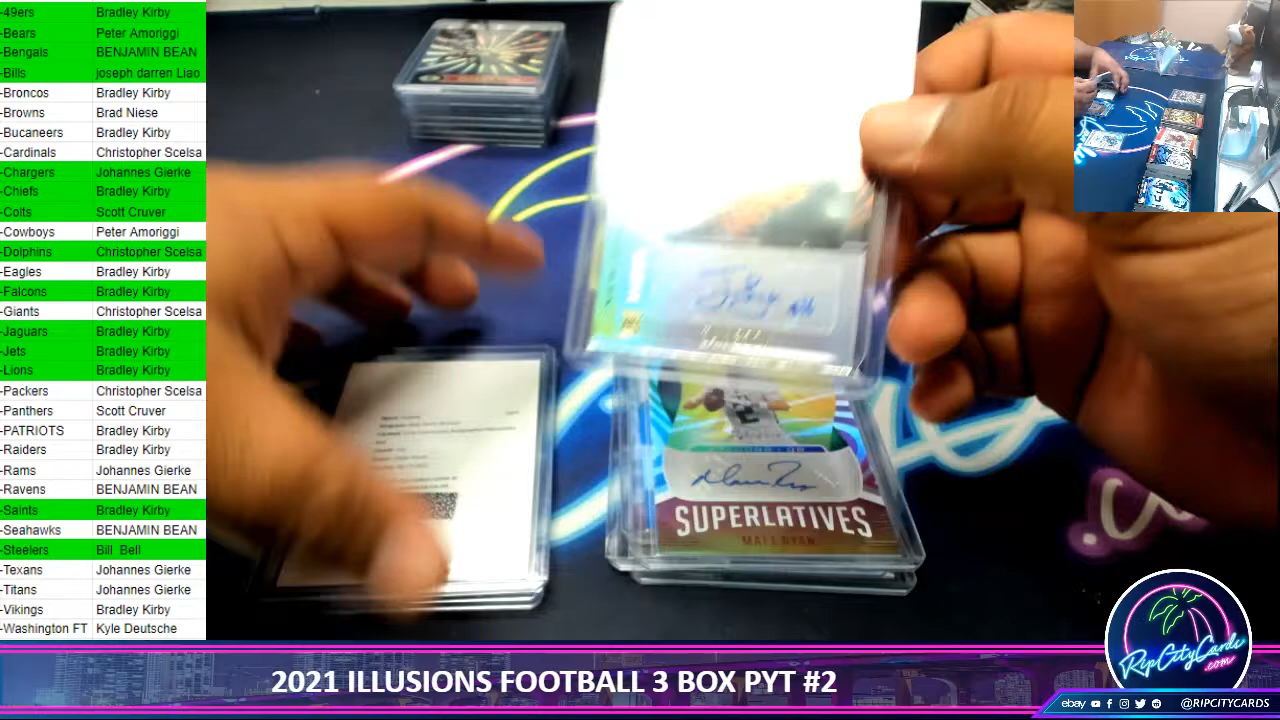 -49ers Bradley Kirby
-Bears Peter Amoriggi
-Bengals BENJAMIN BEAN
-Bills joseph darren Liao
-Broncos Bradley Kirby
-Browns Brad Niese
-Bucaneers Bradley Kirby
-Cardinals Christopher Scelsa
-Chargers Johannes Gierke
-Chiefs Bradley Kirby
-Colts Scott Cruver
-Cowboys Peter Amoriggi
-Dolphins Christopher Scelsa
-Eagles Bradley Kirby
-Falcons Bradley Kirby
-Giants Christopher Scelsa
-Jaguars Bradley Kirby
-Jets Bradley Kirby
-Lions Bradley Kirby
-Packers Christopher Scelsa
-Panthers Scott Cruver
-PATRIOTS Bradley Kirby
-Raiders Bradley Kirby
-Rams Johannes Gierke
-Ravens BENJAMIN BEAN
-Saints Bradley Kirby
-Seahawks BENJAMIN BEAN
-Steelers Bill Bell
-Texans Johannes Gierke
-Titans Johannes Gierke
-Vikings Bradley Kirby
-Washington FT Kyle Deutsche
SUPERLATIVES
MATT RYAN
2021 ILLUSIONS FOOTBALL 3 BOX PYT #2
RipCityCards
.com
ebay @RIPCITYCARDS